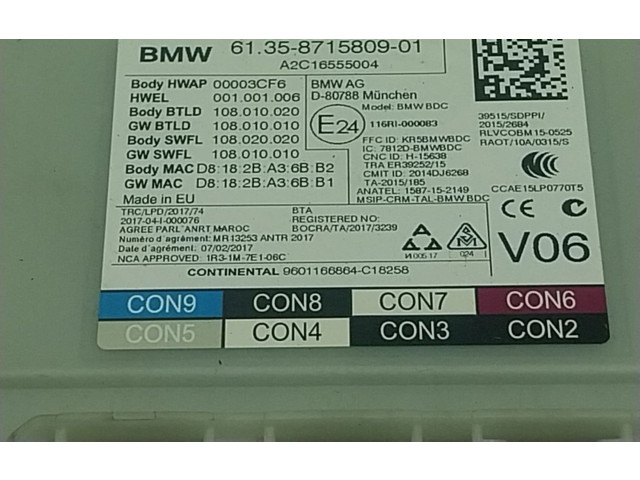 BMW 61.35-8715809-01
A2C16555004
Body HWAP 00003CF6
HWEL 001.001.006
Body BTLD 108.010.020
GW BTLD 108.010.010
Body SWFL 108.020.020
GW SWFL 108.010.010
Body MAC D8:18:2B:A3:6B:B2
GW MAC D8:18:2B:A3:6B:B1
Made in EU
BMW AG
D-80788 München
Model: BMW BDC
E24
116RI-000083
FFC ID: KR5BMWBDC
IC: 7812D-BMWBDC
CNC ID: H-15638
TRA ER39252/15
CMIT ID: 2014DJ6268
TA-2015/185
ANATEL: 1587-15-2149
MSIP-CRM-TAL-BMW BDC
39515/SDPPI/
2015/2684
RLVCOBM15-0525
RAOT/10A/0315/S
CCC
CCAE15LP0770T5
TRC/LPD/2017/74
2017-04-I-000076
AGREE PAR L'ANRT MAROC
Numéro d'agrément: MR13253 ANTR 2017
Date d'agrément: 07/02/2017
NCA APPROVED: 1R3-1M-7E1-06C
BTA
REGISTERED NO:
BOCRA/TA/2017/3239
И 005 17
024
CE
V06
CONTINENTAL 9601166864-C18258
CON9 CON8 CON7 CON6
CON5 CON4 CON3 CON2